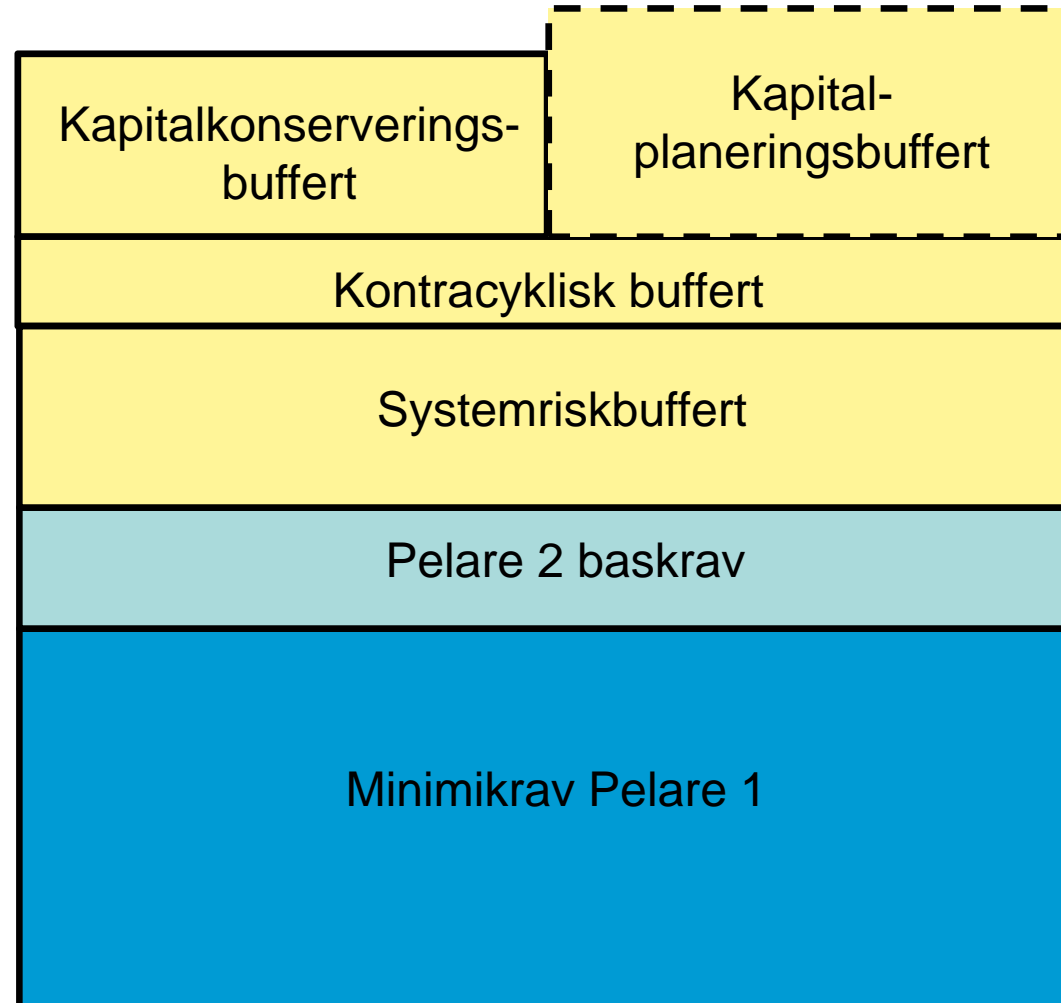 Kapitalkonserverings-
buffert
Kapital-
planeringsbuffert
Kontracyklisk buffert
Systemriskbuffert
Pelare 2 baskrav
Minimikrav Pelare 1